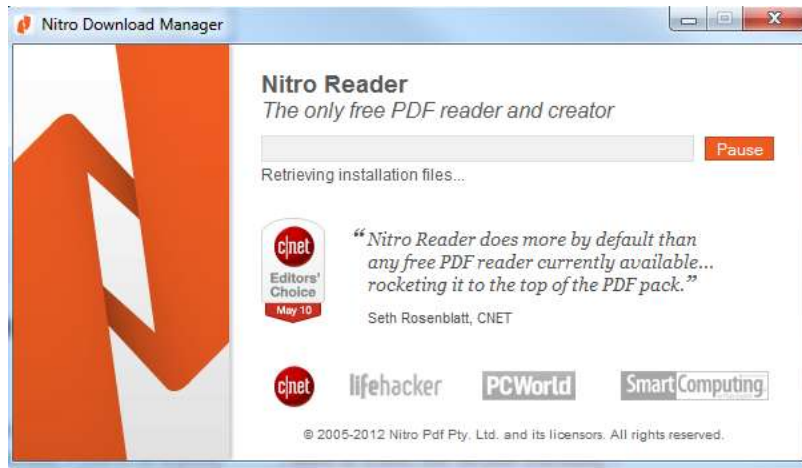 Nitro Download Manager
Nitro Reader
The only free PDF reader and creator
Pause
Retrieving installation files...
c|net
Editors'
Choice
May 10
“Nitro Reader does more by default than
any free PDF reader currently available...
rocketing it to the top of the PDF pack.”
Seth Rosenblatt, CNET
c|net lifehacker PCWorld SmartComputing
© 2005-2012 Nitro Pdf Pty. Ltd. and its licensors. All rights reserved.